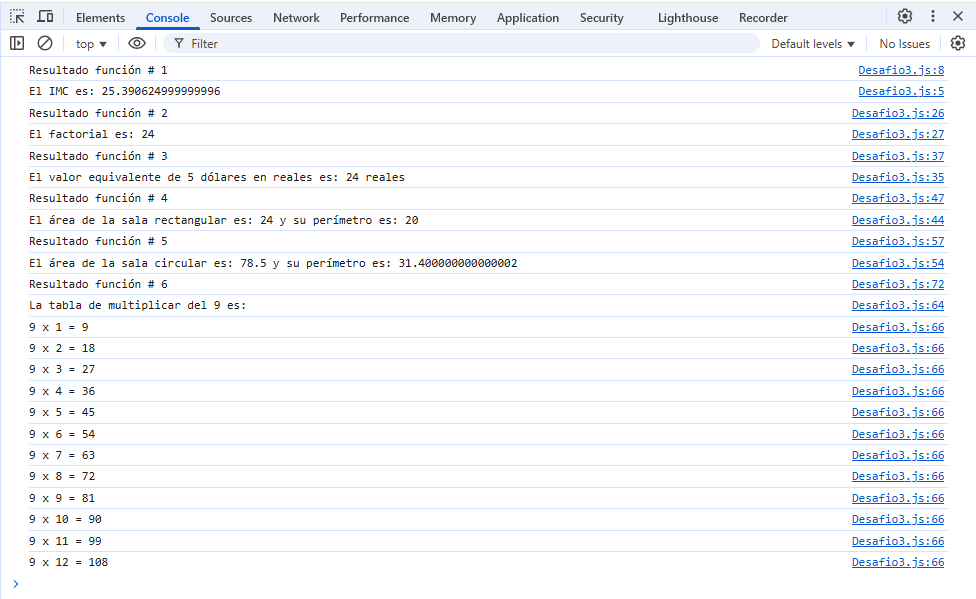 Elements Console Sources Network Performance Memory Application Security Lighthouse Recorder
top Filter Default levels No Issues
Resultado función # 1 Desafio3.js:8
El IMC es: 25.390624999999996 Desafio3.js:5
Resultado función # 2 Desafio3.js:26
El factorial es: 24 Desafio3.js:27
Resultado función # 3 Desafio3.js:37
El valor equivalente de 5 dólares en reales es: 24 reales Desafio3.js:35
Resultado función # 4 Desafio3.js:47
El área de la sala rectangular es: 24 y su perímetro es: 20 Desafio3.js:44
Resultado función # 5 Desafio3.js:57
El área de la sala circular es: 78.5 y su perímetro es: 31.400000000000002 Desafio3.js:54
Resultado función # 6 Desafio3.js:72
La tabla de multiplicar del 9 es: Desafio3.js:64
9 x 1 = 9 Desafio3.js:66
9 x 2 = 18 Desafio3.js:66
9 x 3 = 27 Desafio3.js:66
9 x 4 = 36 Desafio3.js:66
9 x 5 = 45 Desafio3.js:66
9 x 6 = 54 Desafio3.js:66
9 x 7 = 63 Desafio3.js:66
9 x 8 = 72 Desafio3.js:66
9 x 9 = 81 Desafio3.js:66
9 x 10 = 90 Desafio3.js:66
9 x 11 = 99 Desafio3.js:66
9 x 12 = 108 Desafio3.js:66